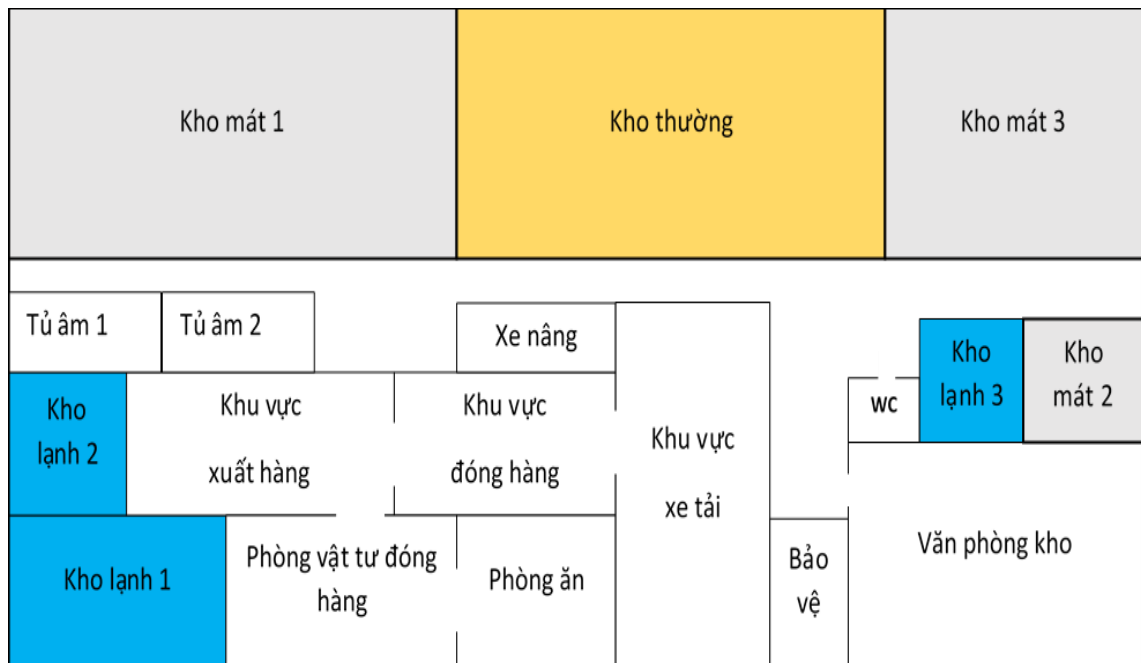 Kho mát 1
Kho thường
Kho mát 3
Tủ âm 1
Tủ âm 2
Xe nâng
Kho
lạnh 3
Kho
mát 2
Kho
lạnh 2
Khu vực
xuất hàng
Khu vực
đóng hàng
Khu vực
xe tải
wc
Kho lạnh 1
Phòng vật tư đóng
hàng
Phòng ăn
Bảo
vệ
Văn phòng kho